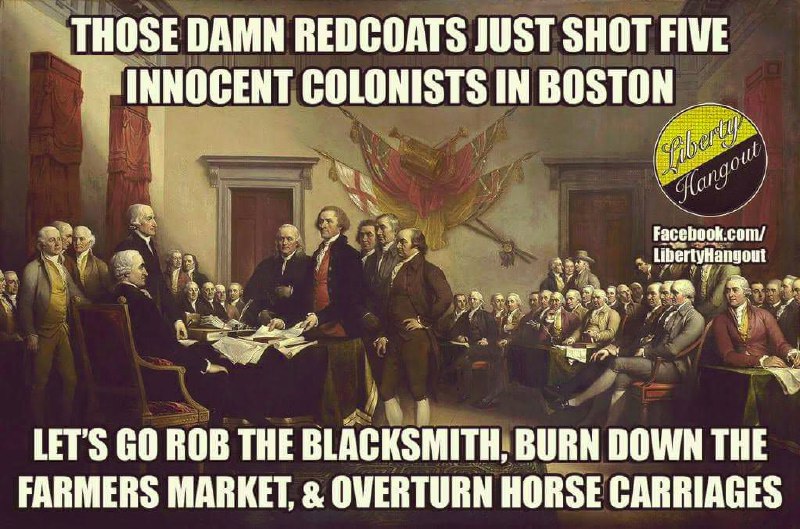 THOSE DAMN REDCOATS JUST SHOT FIVE
INNOCENT COLONISTS IN BOSTON
Liberty
Hangout
Facebook.com/
LibertyHangout
LET'S GO ROB THE BLACKSMITH, BURN DOWN THE
FARMERS MARKET, & OVERTURN HORSE CARRIAGES